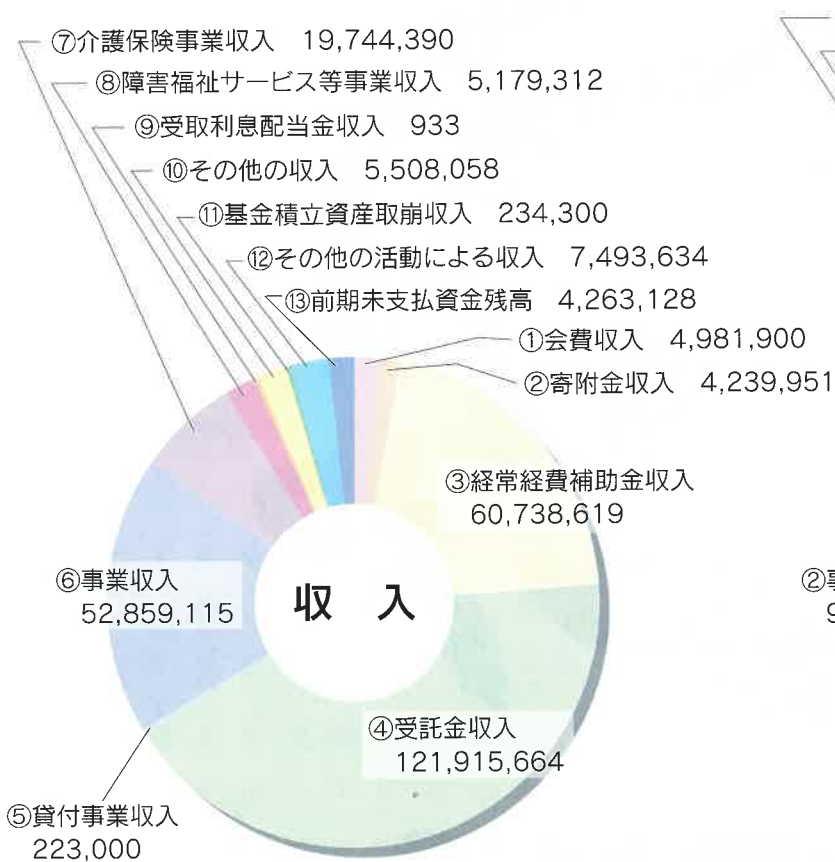 ⑦介護保険事業収入 19,744,390
⑧障害福祉サービス等事業収入 5,179,312
⑨受取利息配当金収入 933
⑩その他の収入 5,508,058
⑪基金積立資産取崩収入 234,300
⑫その他の活動による収入 7,493,634
⑬前期未支払資金残高 4,263,128
①会費収入 4,981,900
②寄附金収入 4,239,951
③経常経費補助金収入
60,738,619
⑥事業収入
52,859,115
収 入
②事
9
④受託金収入
121,915,664
⑤貸付事業収入
223,000